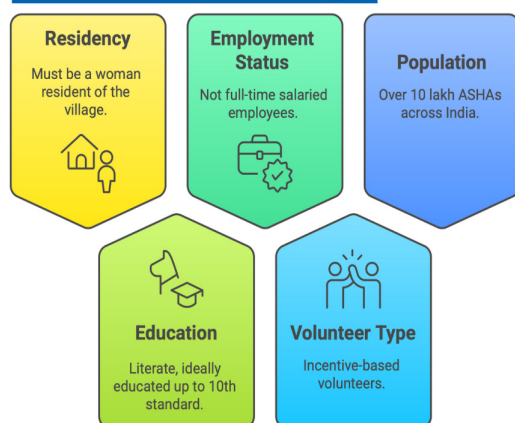 Residency
Must be a woman
resident of the
village.
Employment
Status
Not full-time salaried
employees.
Population
Over 10 lakh ASHAs
across India.
Education
Literate, ideally
educated up to 10th
standard.
Volunteer Type
Incentive-based
volunteers.